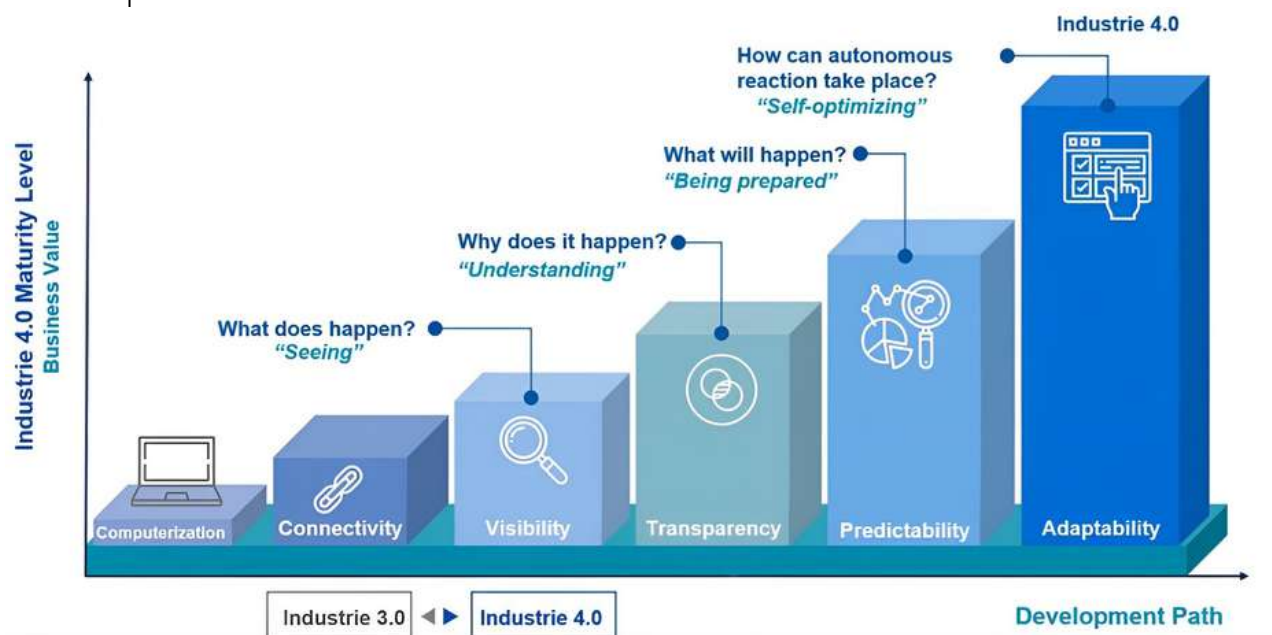 Industrie 4.0
How can autonomous
reaction take place?
“Self-optimizing”
What will happen?
“Being prepared”
Why does it happen?
“Understanding”
What does happen?
“Seeing”
Industrie 4.0 Maturity Level
Business Value
Computerization
Connectivity
Visibility
Transparency
Predictability
Adaptability
Industrie 3.0
Industrie 4.0
Development Path